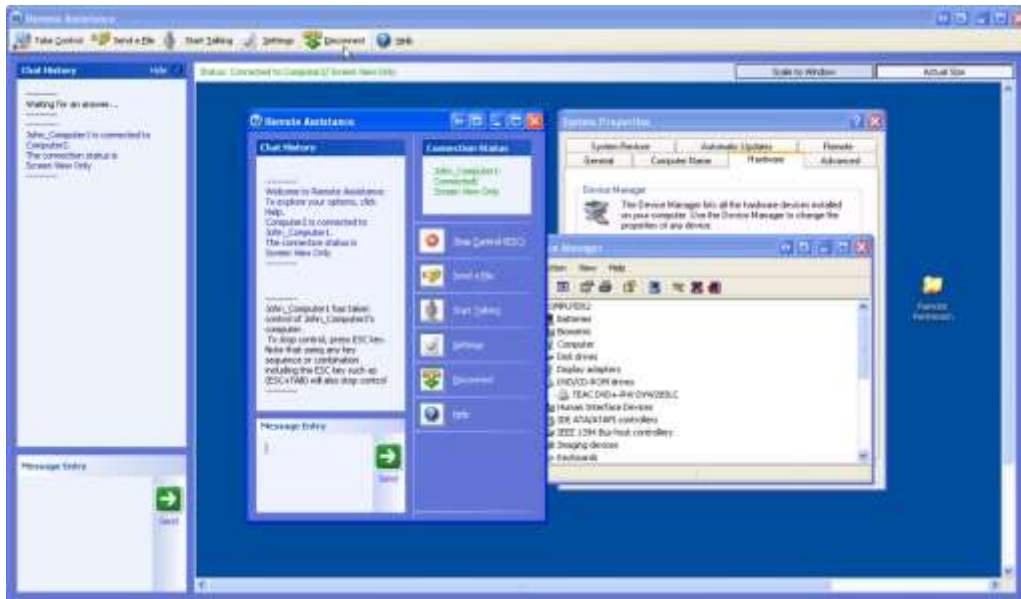 Remote Assistance
Take Control Send a File Start Talking Settings Disconnect Help
Chat History Hide
Status: Connected to Computer2/ Screen View Only
Scale to Window Actual Size
Waiting for an answer...
John_Computer1 is connected to
Computer2.
The connection status is
Screen View Only
Message Entry
Send
Remote Assistance
Chat History
Welcome to Remote Assistance
To explore your options, click
Help.
Computer2 is connected to
John_Computer1.
The connection status is
Screen View Only
John_Computer1 has taken
control of John_Computer2's
computer.
To stop control, press ESC key.
Note that using any key
sequence or combination
including the ESC key such as
(ESC+TAB) will also stop control
Message Entry
Send
Connection Status
John_Computer1:
Connected/
Screen View Only
Stop Control (ESC)
Send a File
Start Talking
Settings
Disconnect
Help
System Properties
System Restore Automatic Updates Remote
General Computer Name Hardware Advanced
Device Manager
The Device Manager lists all the hardware devices installed
on your computer. Use the Device Manager to change the
properties of any device.
Manager
View Help
Batteries
Biometric
Computer
Disk drives
Display adapters
DVD/CD-ROM drives
Human Interface Devices
IDE ATA/ATAPI controllers
IEEE 1394 Bus host controllers
Imaging devices
Keyboards
Remote